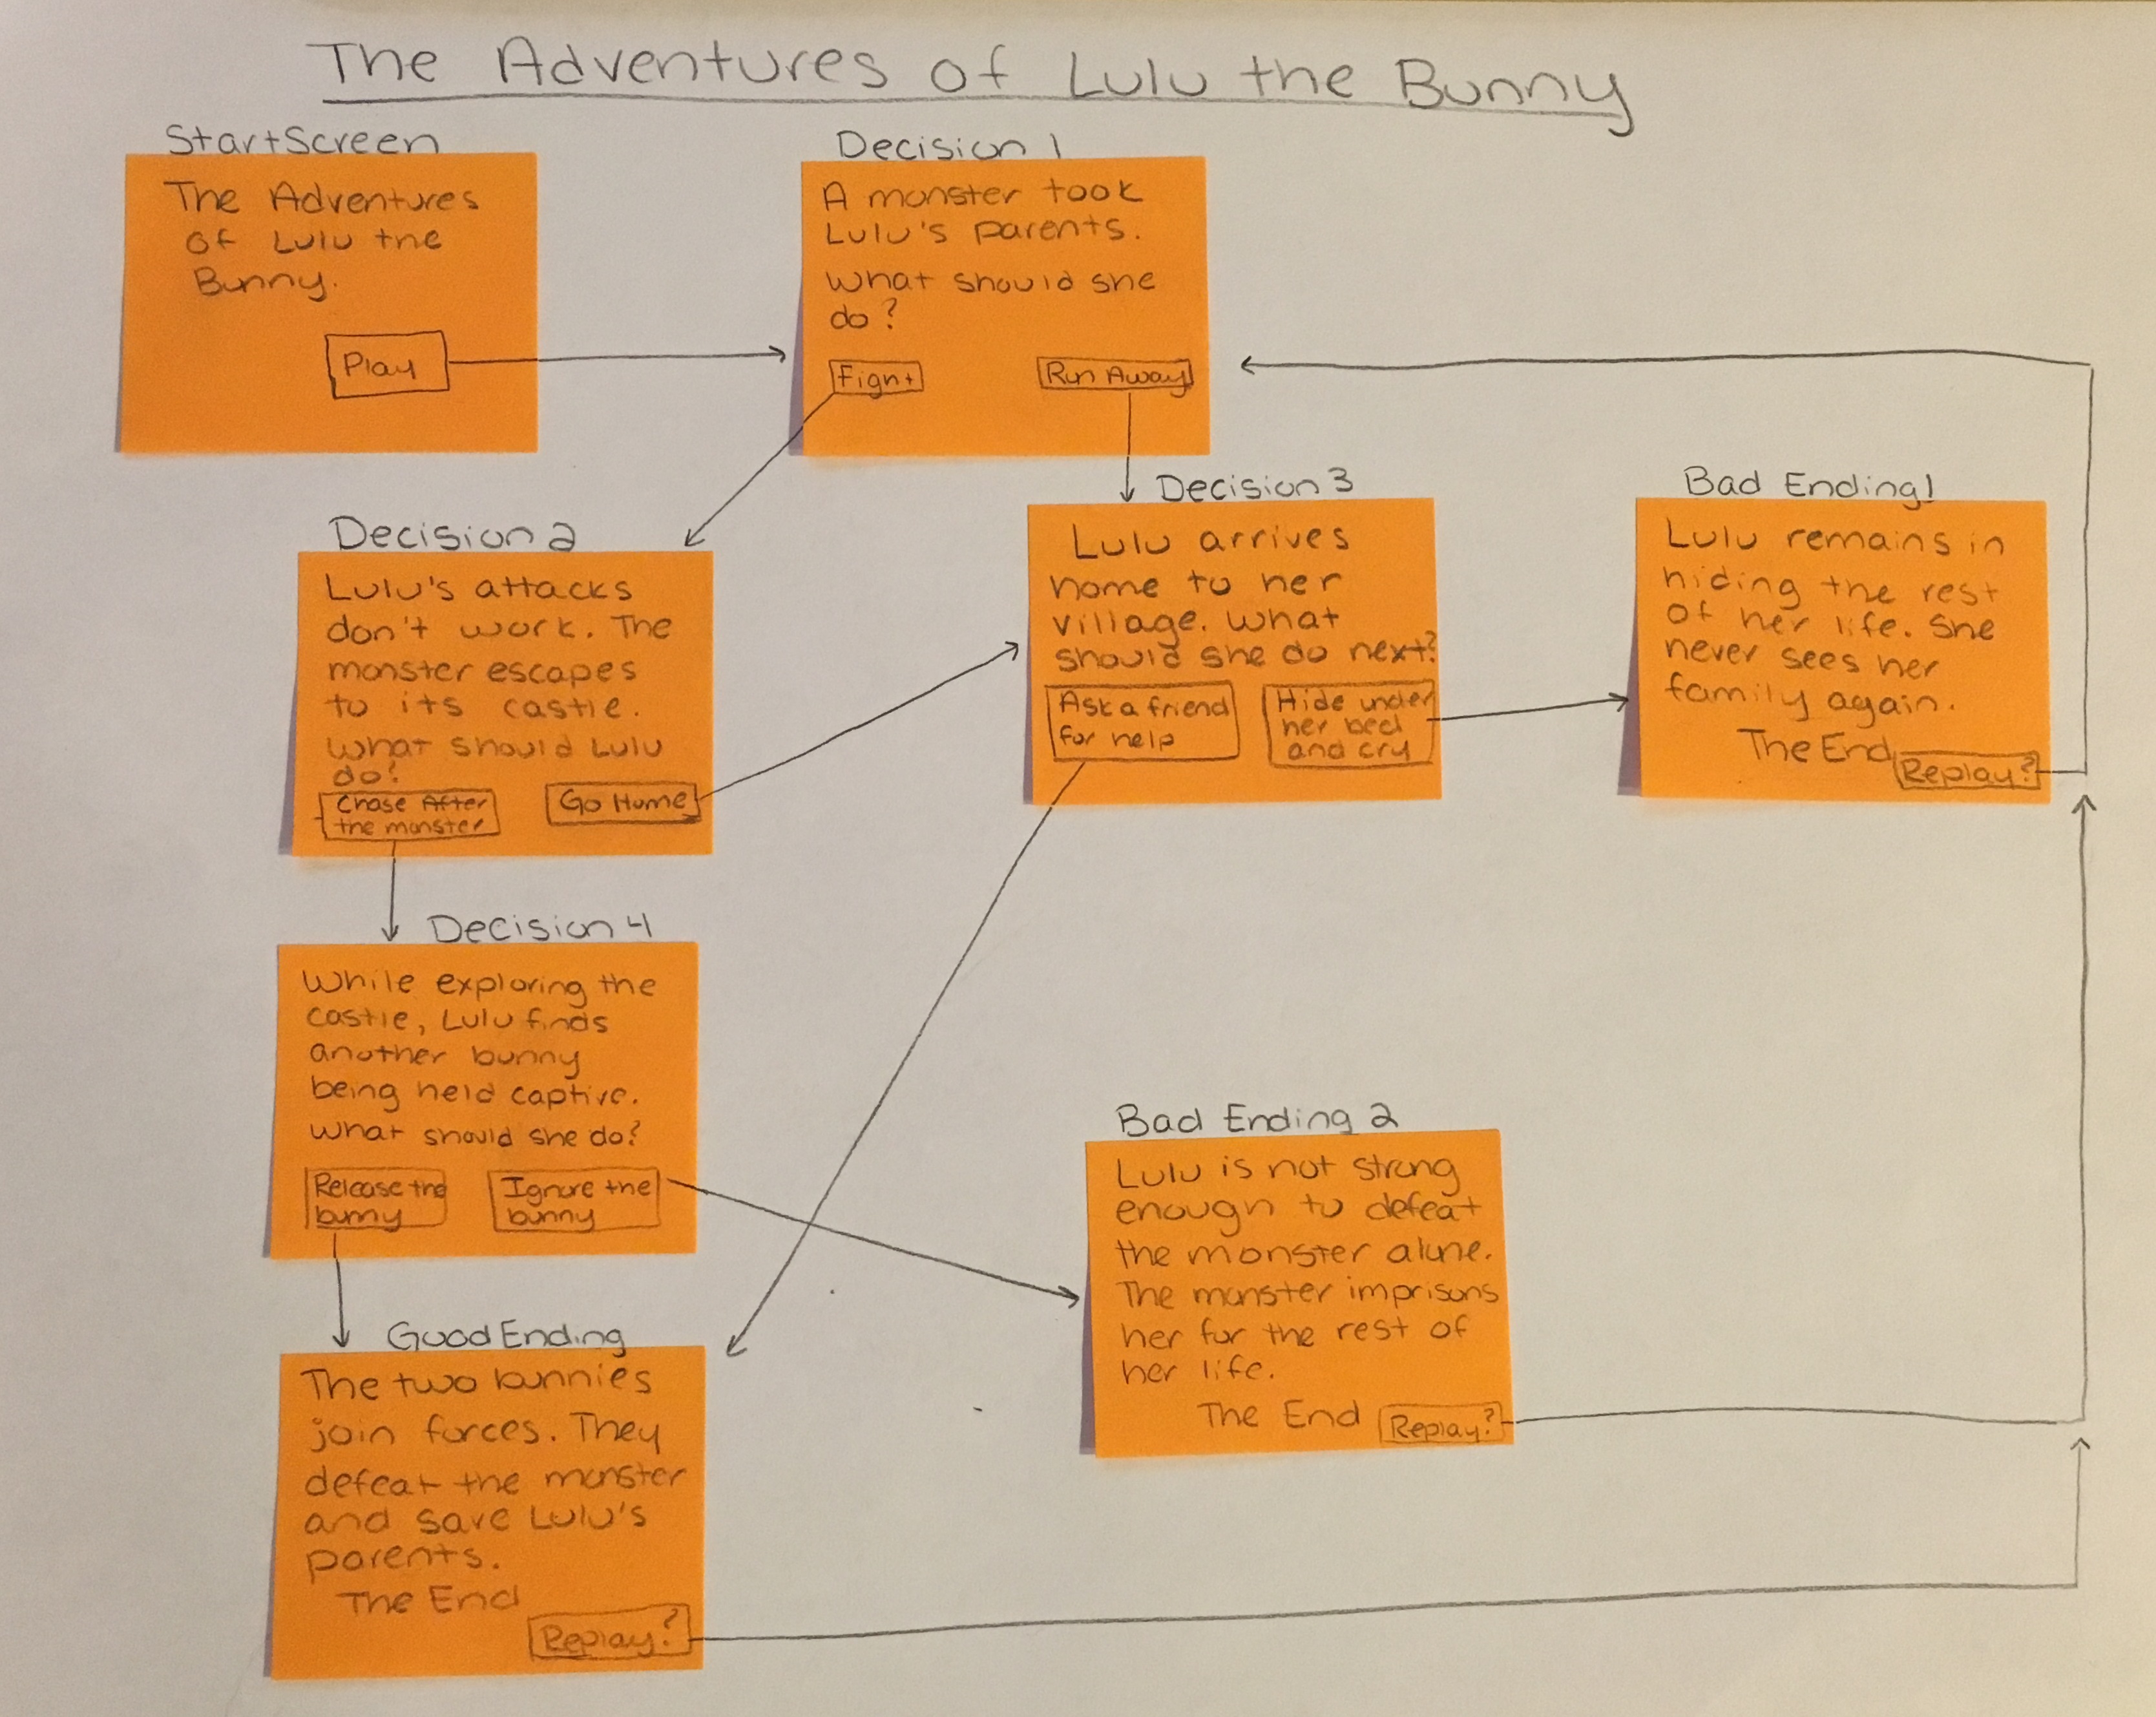 The Adventures of Lulu the Bunny
Start Screen
The Adventures
of Lulu the
Bunny.
Play
Decision 1
A monster took
Lulu's parents.
What should she
do?
Fight
Run Away
Decision 2
Lulu's attacks
don't work. The
monster escapes
to its castle.
What should Lulu
do?
Chase After
the monster
Go Home
Decision 3
Lulu arrives
home to her
village. What
should she do next?
Ask a friend
for help
Hide under
her bed
and cry
Bad Ending 1
Lulu remains in
hiding the rest
of her life. She
never sees her
family again.
The End
Replay?
Decision 4
While exploring the
castle, Lulu finds
another bunny
being held captive.
What should she do?
Release the
bunny
Ignore the
bunny
Bad Ending 2
Lulu is not strong
enough to defeat
the monster alone.
The monster imprisons
her for the rest of
her life.
The End
Replay?
Good Ending
The two bunnies
join forces. They
defeat the monster
and save Lulu's
parents.
The End
Replay?